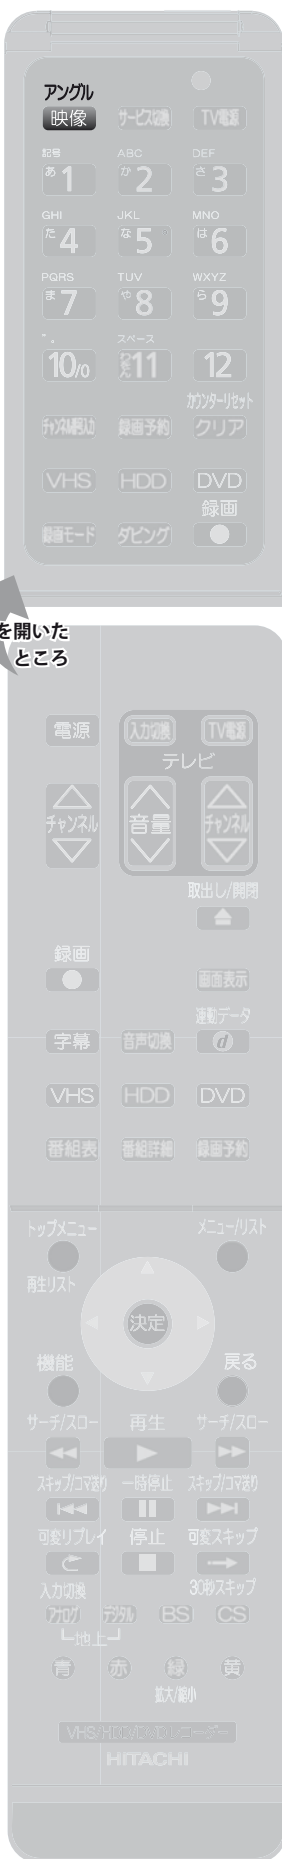 アングル
映像 サービス切換 TV電源
記号 ABC DEF
あ1 か2 さ3
GHI JKL MNO
た4 な5 は6
PQRS TUV WXYZ
ま7 や8 ら9
゛゜ スペース
10/0 わをん11 12
カウンターリセット
録画予約 クリア
VHS HDD DVD
録画
録画モード ダビング
を開いた
ところ
電源 入力切換 TV電源
テレビ
チャンネル 音量 チャンネル
取出し/開閉
録画
画面表示
連動データ
字幕 音声切換 d
VHS HDD DVD
番組表 番組詳細 録画予約
トップメニュー メニュー/リスト
再生リスト
決定
機能 戻る
サーチ/スロー 再生 サーチ/スロー
スキップ/コマ送り 一時停止 スキップ/コマ送り
可変リプレイ 停止 可変スキップ
入力切換 30秒スキップ
アナログ デジタル BS CS
地上
青 赤 緑 黄
拡大/縮小
VHS/HDD/DVDレコーダー
HITACHI